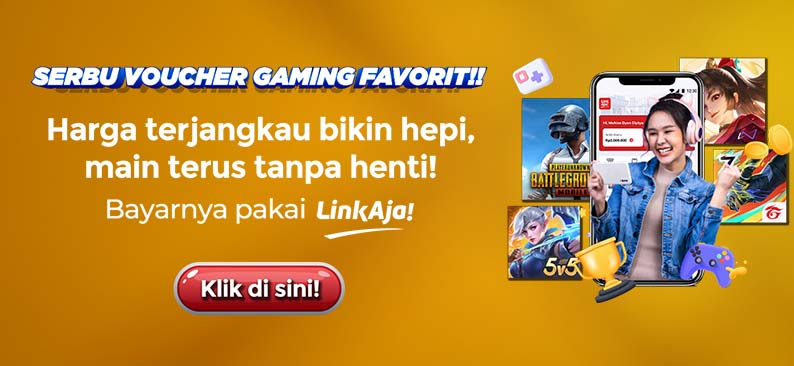 SERBU VOUCHER GAMING FAVORIT!!
Harga terjangkau bikin hepi,
main terus tanpa henti!
Bayarnya pakai LinkAja!
Klik di sini!
BATTLEGROUNDS
MOBILE
5v5